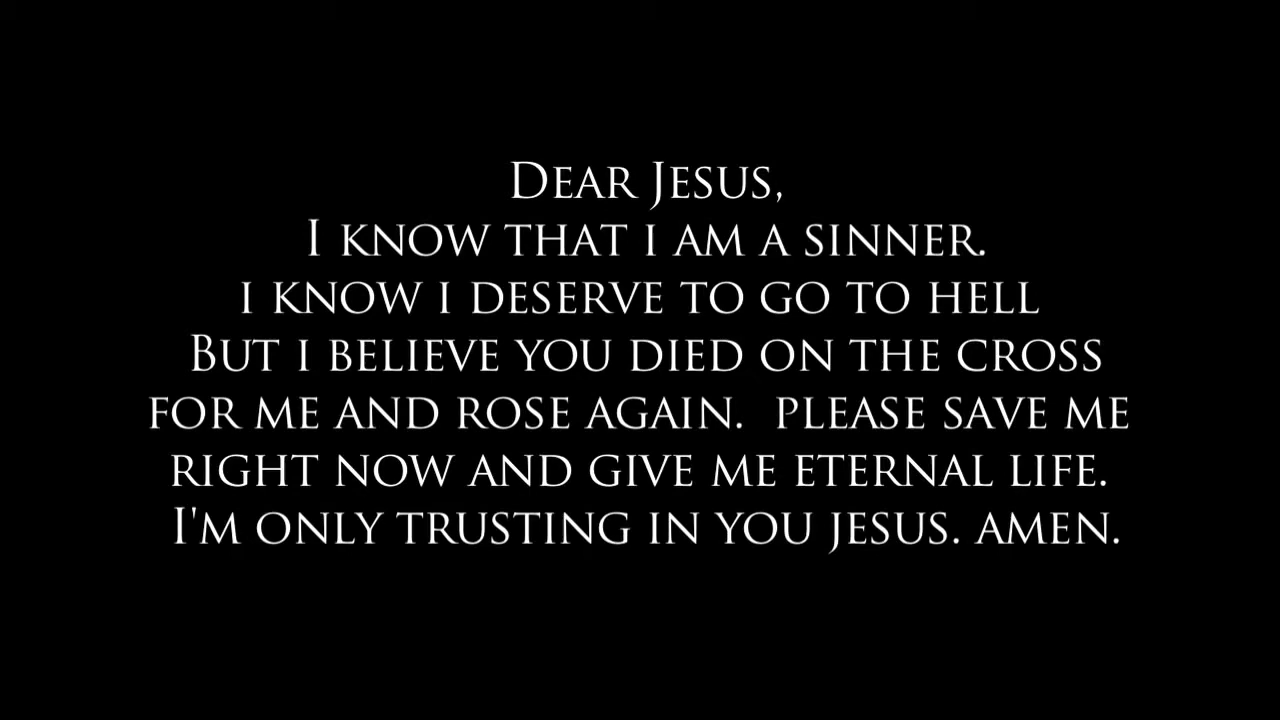 Dear Jesus,
I know that i am a sinner.
i know i deserve to go to hell
But i believe you died on the cross
for me and rose again.  please save me
right now and give me eternal life.
I'm only trusting in you jesus. amen.